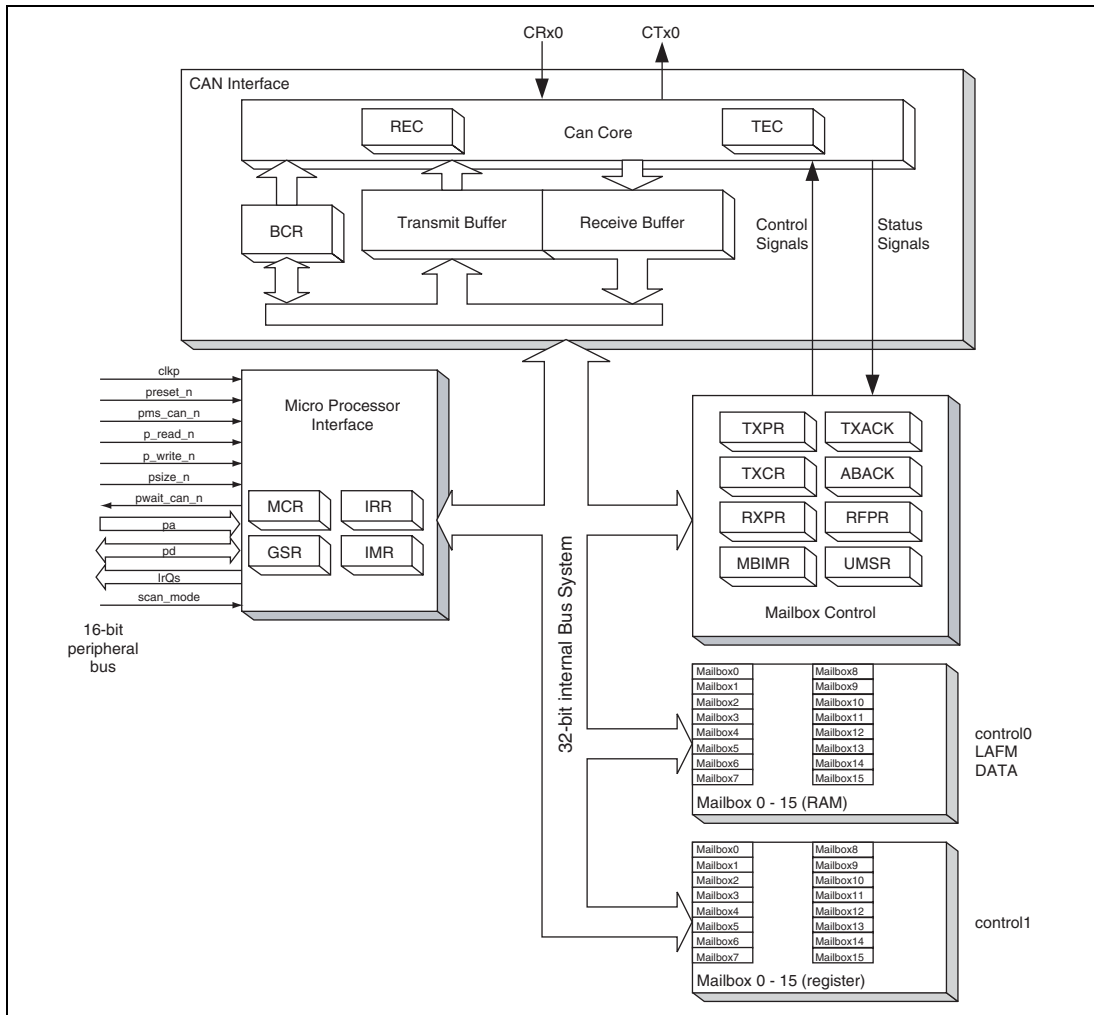 CRx0
CTx0
CAN Interface
REC
Can Core
TEC
BCR
Transmit Buffer
Receive Buffer
Control
Signals
Status
Signals
clkp
preset_n
pms_can_n
p_read_n
p_write_n
psize_n
pwait_can_n
pa
pd
IrQs
scan_mode
16-bit
peripheral
bus
Micro Processor
Interface
MCR
IRR
GSR
IMR
32-bit internal Bus System
TXPR
TXACK
TXCR
ABACK
RXPR
RFPR
MBIMR
UMSR
Mailbox Control
Mailbox0
Mailbox1
Mailbox2
Mailbox3
Mailbox4
Mailbox5
Mailbox6
Mailbox7
Mailbox8
Mailbox9
Mailbox10
Mailbox11
Mailbox12
Mailbox13
Mailbox14
Mailbox15
Mailbox 0 - 15 (RAM)
control0
LAFM
DATA
Mailbox0
Mailbox1
Mailbox2
Mailbox3
Mailbox4
Mailbox5
Mailbox6
Mailbox7
Mailbox8
Mailbox9
Mailbox10
Mailbox11
Mailbox12
Mailbox13
Mailbox14
Mailbox15
Mailbox 0 - 15 (register)
control1